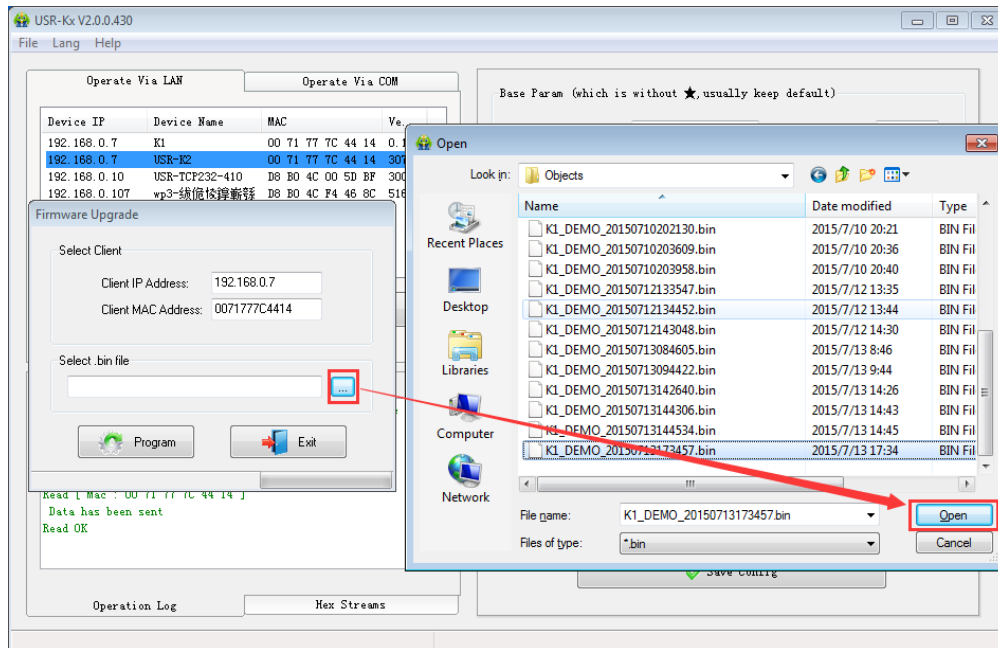 USR-Kx V2.0.0.430
File Lang Help
Operate Via LAN Operate Via COM
Base Param (which is without ★,usually keep default)
Device IP Device Name MAC Ve..
192.168.0.7 K1 00 71 77 7C 44 14 0.1
192.168.0.7 USR-K2 00 71 77 7C 44 14 307
192.168.0.10 USR-TCP232-410 D8 B0 4C 00 5D BF 300
192.168.0.107 wp3- D8 B0 4C F4 46 8C 516
Firmware Upgrade
Select Client
Client IP Address: 192.168.0.7
Client MAC Address: 0071777C4414
Select .bin file
...
Program Exit
Read [ Mac : 00 71 77 7C 44 14 ]
Data has been sent
Read OK
Operation Log Hex Streams
Open
Look in: Objects
Recent Places
Desktop
Libraries
Computer
Network
Name Date modified Type
K1_DEMO_20150710202130.bin 2015/7/10 20:21 BIN Fil
K1_DEMO_20150710203609.bin 2015/7/10 20:36 BIN Fil
K1_DEMO_20150710203958.bin 2015/7/10 20:40 BIN Fil
K1_DEMO_20150712133547.bin 2015/7/12 13:35 BIN Fil
K1_DEMO_20150712134452.bin 2015/7/12 13:44 BIN Fil
K1_DEMO_20150712143048.bin 2015/7/12 14:30 BIN Fil
K1_DEMO_20150713084605.bin 2015/7/13 8:46 BIN Fil
K1_DEMO_20150713094422.bin 2015/7/13 9:44 BIN Fil
K1_DEMO_20150713142640.bin 2015/7/13 14:26 BIN Fil
K1_DEMO_20150713144306.bin 2015/7/13 14:43 BIN Fil
K1_DEMO_20150713144534.bin 2015/7/13 14:45 BIN Fil
K1_DEMO_20150713173457.bin 2015/7/13 17:34 BIN Fil
File name: K1_DEMO_20150713173457.bin Open
Files of type: *.bin Cancel
Save Config